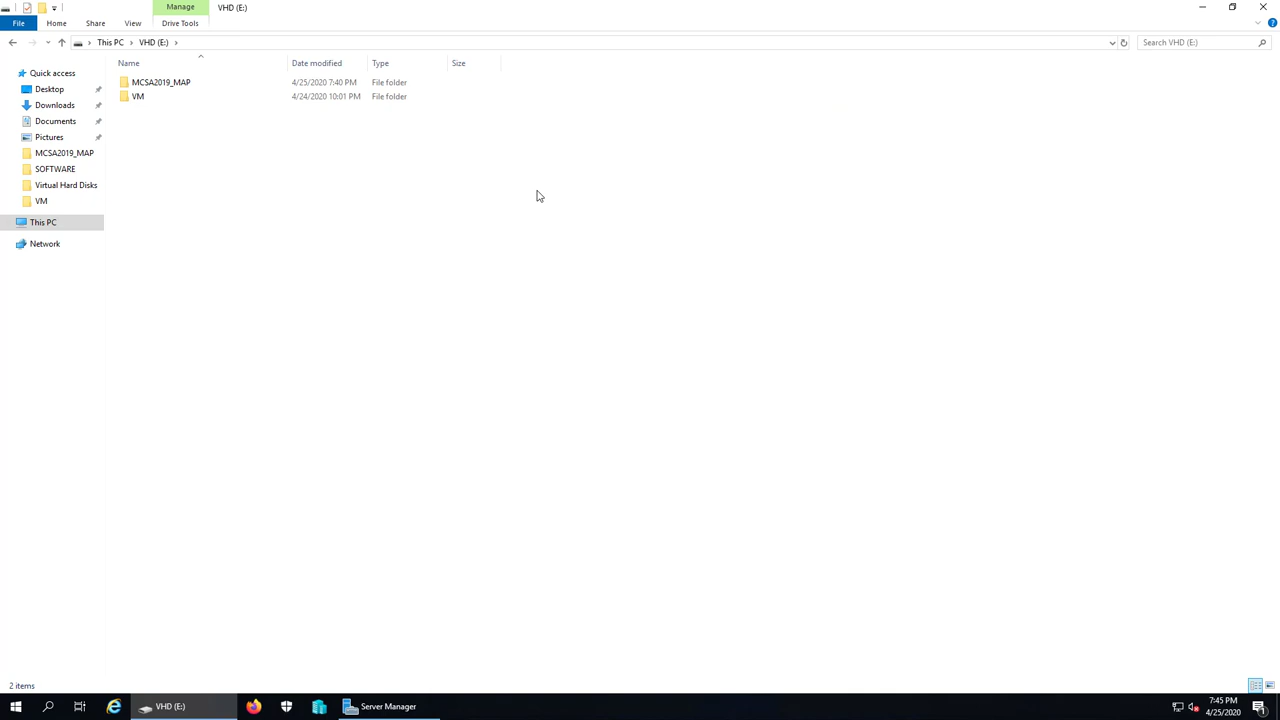 Manage
VHD (E:)
File
Home
Share
View
Drive Tools
This PC
VHD (E:)
Search VHD (E:)
Name
Date modified
Type
Size
MCSA2019_MAP
4/25/2020 7:40 PM
File folder
VM
4/24/2020 10:01 PM
File folder
Quick access
Desktop
Downloads
Documents
Pictures
MCSA2019_MAP
SOFTWARE
Virtual Hard Disks
VM
This PC
Network
2 items
VHD (E:)
Server Manager
7:45 PM
4/25/2020
1